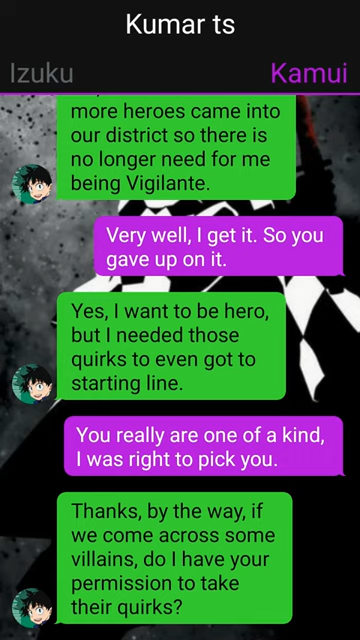 Kumar ts
Izuku
Kamui
more heroes came into
our district so there is
no longer need for me
being Vigilante.
Very well, I get it. So you
gave up on it.
Yes, I want to be hero,
but I needed those
quirks to even got to
starting line.
You really are one of a kind,
I was right to pick you.
Thanks, by the way, if
we come across some
villains, do I have your
permission to take
their quirks?